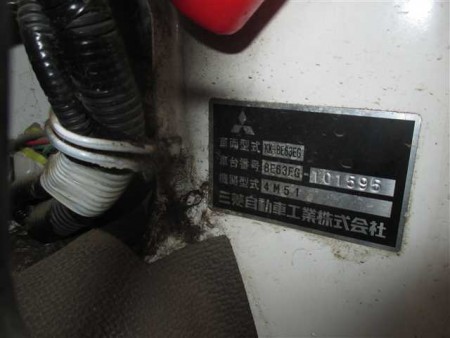 車両型式 KK-BE63EG
車台番号 BE63EG-101595
機関型式 4M51
三菱自動車工業株式会社